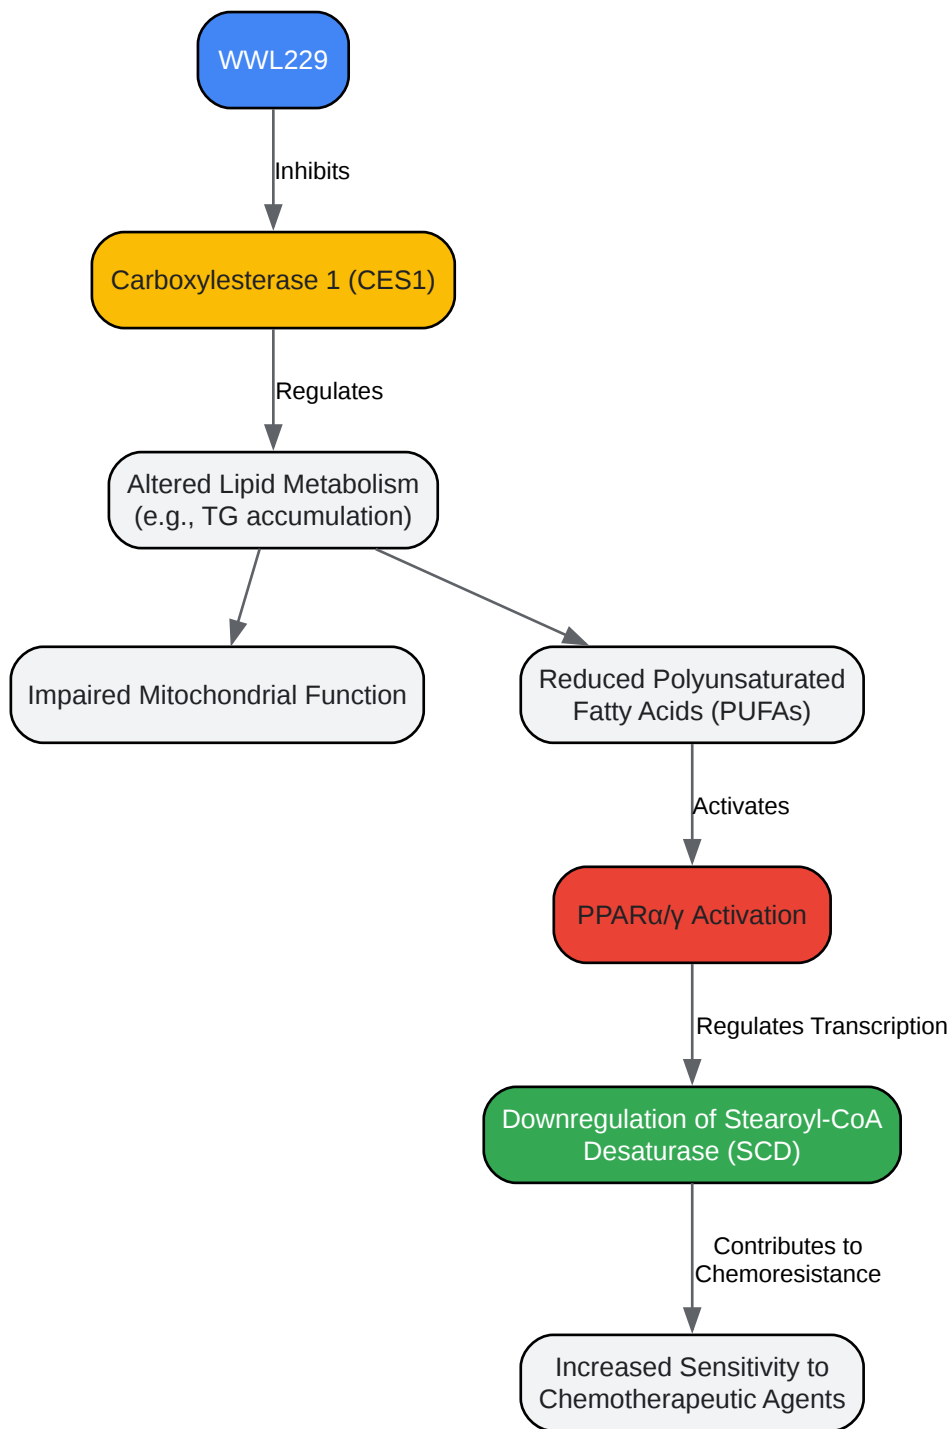 WWL229
Inhibits
Carboxylesterase 1 (CES1)
Regulates
Altered Lipid Metabolism
(e.g., TG accumulation)
Impaired Mitochondrial Function
Reduced Polyunsaturated
Fatty Acids (PUFAs)
Activates
PPARα/γ Activation
Regulates Transcription
Downregulation of Stearoyl-CoA
Desaturase (SCD)
Contributes to
Chemoresistance
Increased Sensitivity to
Chemotherapeutic Agents